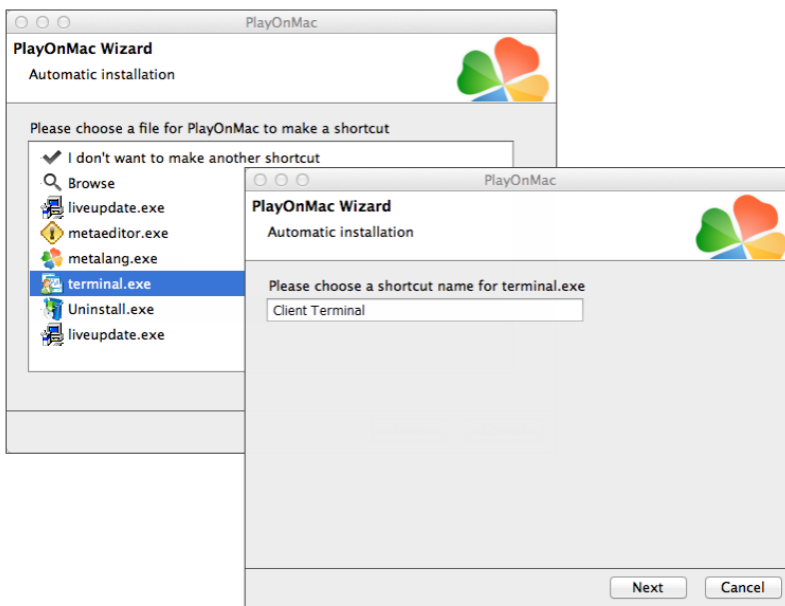 PlayOnMac
PlayOnMac Wizard
Automatic installation
Please choose a file for PlayOnMac to make a shortcut
I don't want to make another shortcut
Browse
liveupdate.exe
metaeditor.exe
metalang.exe
terminal.exe
Uninstall.exe
liveupdate.exe
PlayOnMac
PlayOnMac Wizard
Automatic installation
Please choose a shortcut name for terminal.exe
Client Terminal
Next Cancel